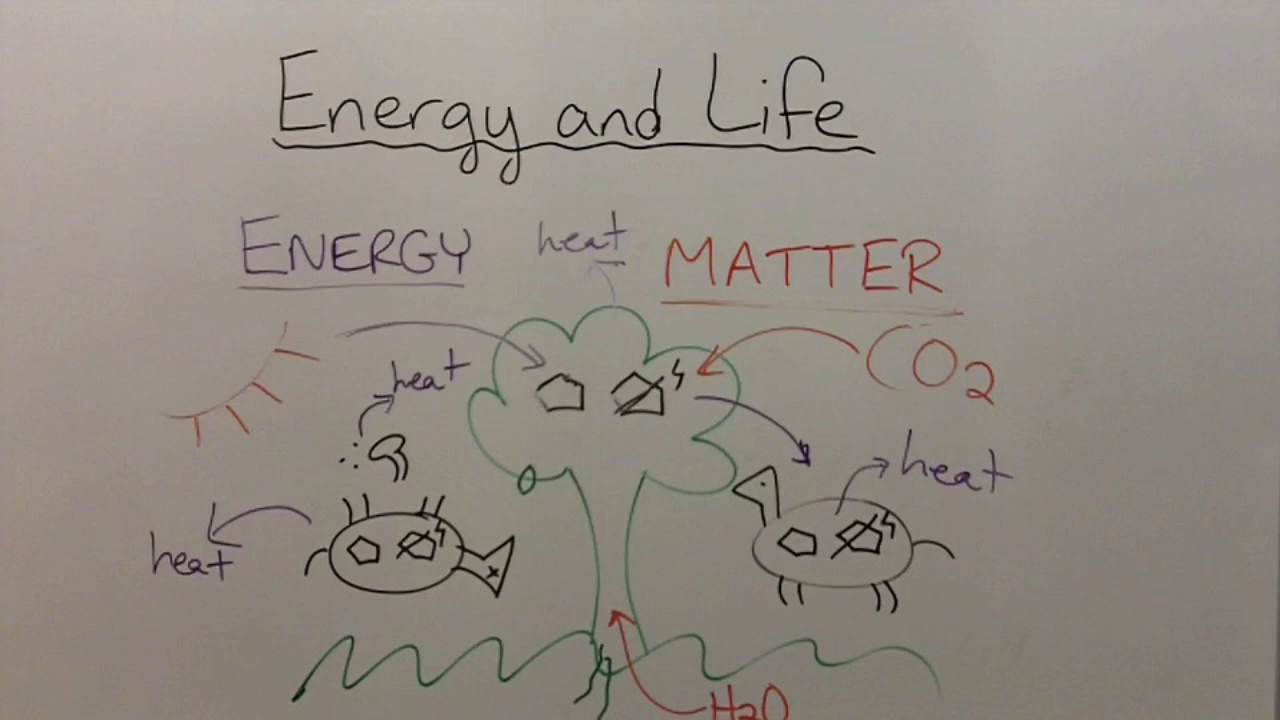 Energy and Life
ENERGY
heat
MATTER
CO2
heat
heat
heat
H2O